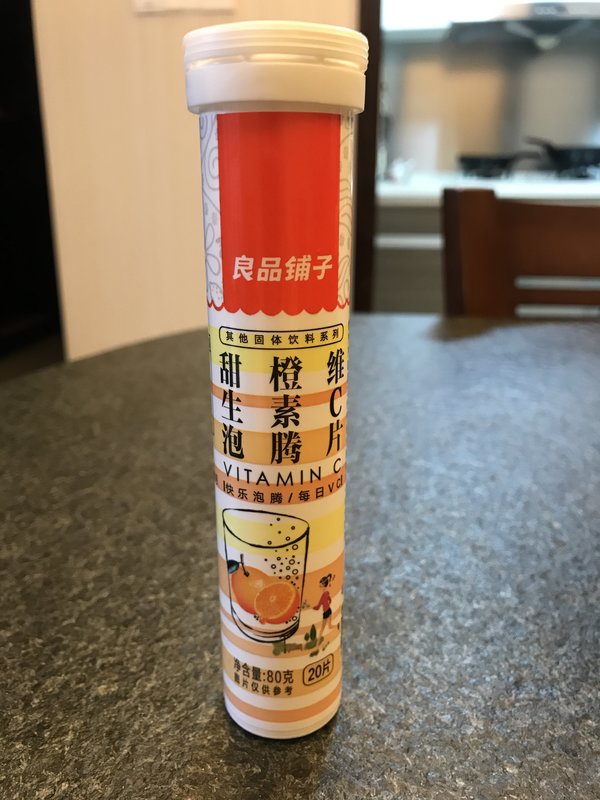 良品铺子
其他固体饮料系列
甜橙维
生素C
泡腾片
VITAMIN C
快乐泡腾/每日VC
净含量:80克
片仅供参考
20片